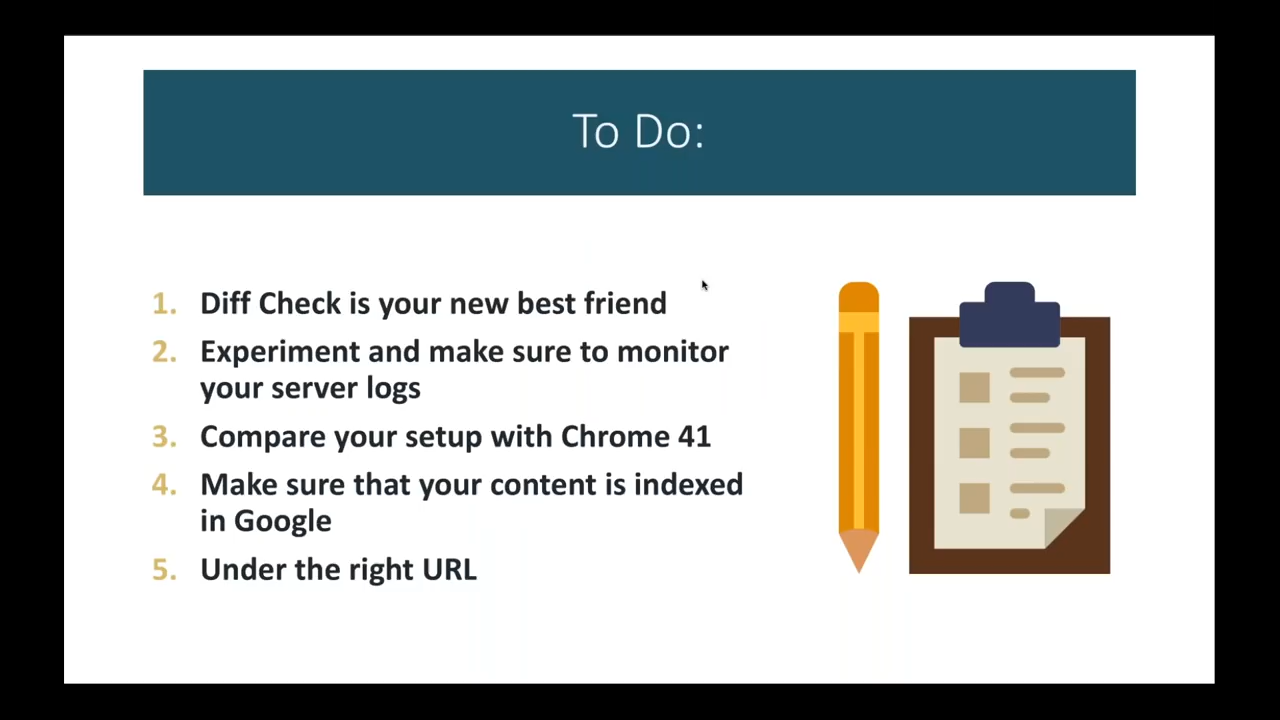 To Do:
1. Diff Check is your new best friend
2. Experiment and make sure to monitor
your server logs
3. Compare your setup with Chrome 41
4. Make sure that your content is indexed
in Google
5. Under the right URL